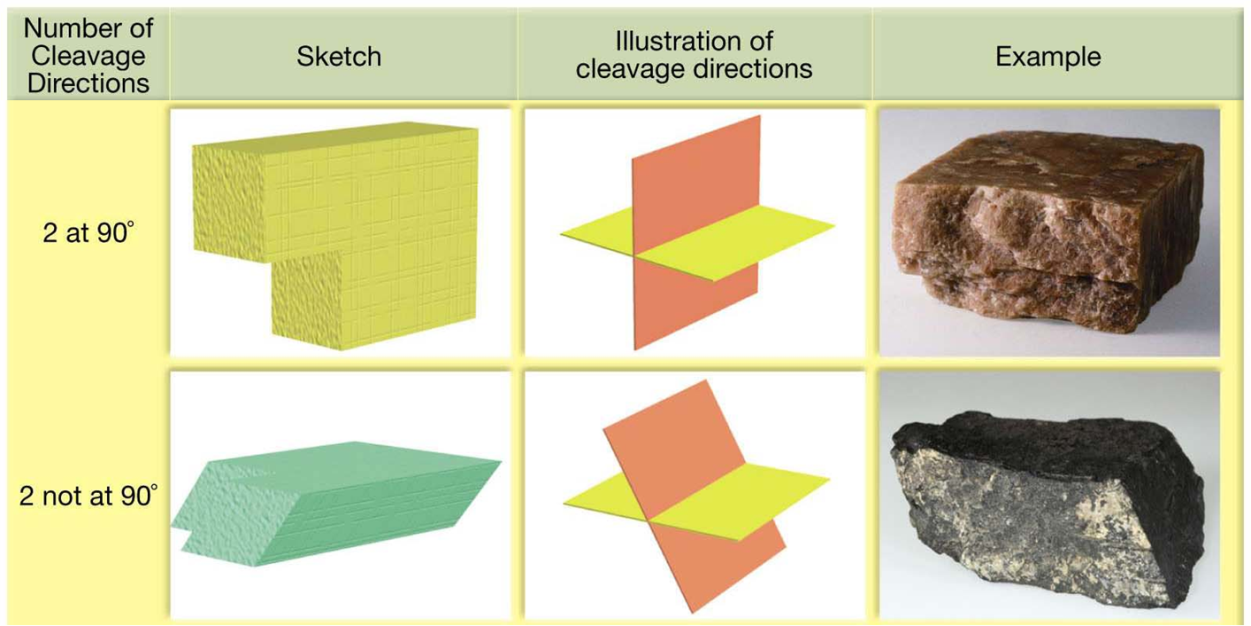 Number of
Cleavage
Directions
Sketch
Illustration of
cleavage directions
Example
2 at 90°
2 not at 90°